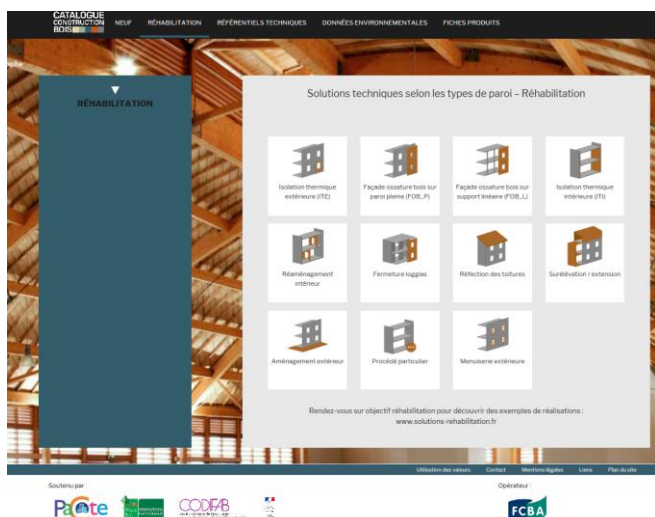 CATALOGUE
CONSTRUCTION
BOIS
NEUF
RÉHABILITATION
RÉFÉRENTIELS TECHNIQUES
DONNÉES ENVIRONNEMENTALES
FICHES PRODUITS
RÉHABILITATION
Solutions techniques selon les types de paroi – Réhabilitation
Isolation thermique
extérieure (ITE)
Façade ossature bois sur
paroi pleine (FOB_P)
Façade ossature bois sur
support linéaire (FOB_L)
Isolation thermique
intérieure (ITI)
Réaménagement
intérieur
Fermeture loggias
Réfection des toitures
Surélévation / extension
Aménagement extérieur
Procédé particulier
Menuiserie extérieure
Rendez-vous sur objectif réhabilitation pour découvrir des exemples de réalisations :
www.solutions-rehabilitation.fr
Utilisation des valeurs
Contact
Mentions légales
Liens
Plan du site
Soutenu par :
Opérateur :
PaCte
CODIFAB
FCBA